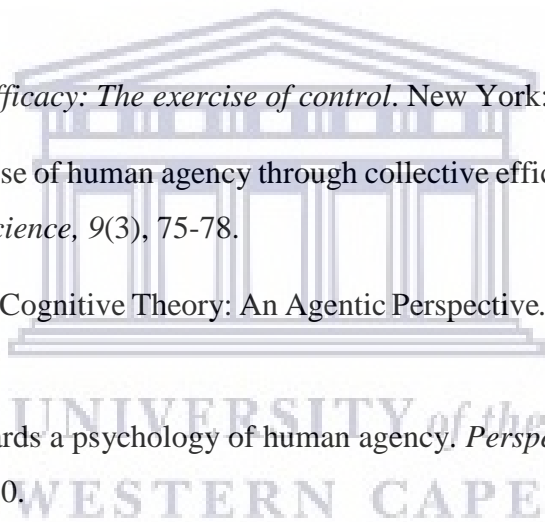 fficacy: The exercise of control. New York:
se of human agency through collective effic
cience, 9(3), 75-78.
Cognitive Theory: An Agentic Perspective.
ards a psychology of human agency. Perspe
0.
UNIVERSITY of the
WESTERN CAPE